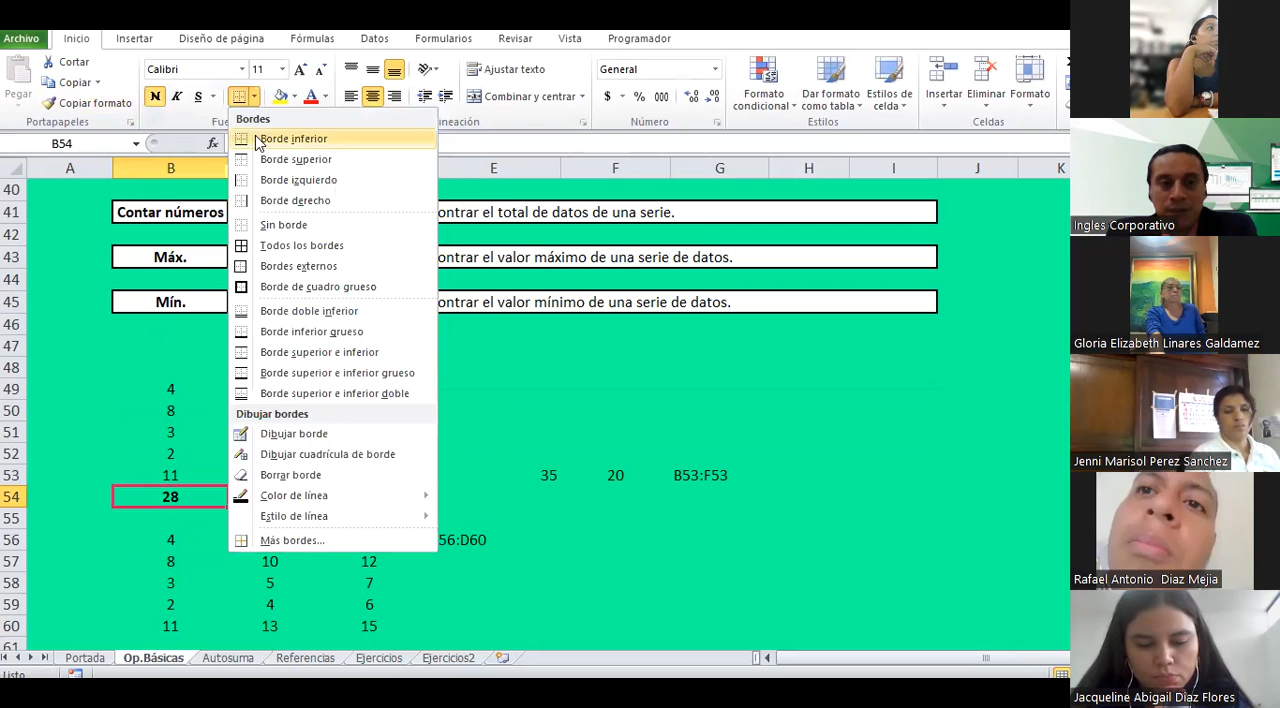 Archivo Inicio Insertar Diseño de página Fórmulas Datos Formularios Revisar Vista Programador
Cortar
Copiar
Copiar formato
Pegar
Portapapeles
Calibri 11
N K S
Ajustar texto
Combinar y centrar
General
$ % 000
Número
Formato condicional
Dar formato como tabla
Estilos de celda
Estilos
Insertar Eliminar Formato
Celdas
B54 fx
Bordes
Borde inferior
Borde superior
Borde izquierdo
Borde derecho
Sin borde
Todos los bordes
Bordes externos
Borde de cuadro grueso
Borde doble inferior
Borde inferior grueso
Borde superior e inferior
Borde superior e inferior grueso
Borde superior e inferior doble
Dibujar bordes
Dibujar borde
Dibujar cuadrícula de borde
Borrar borde
Color de línea
Estilo de línea
Más bordes...
A B E F G H I J K
40
41 Contar números ontrar el total de datos de una serie.
42
43 Máx. ontrar el valor máximo de una serie de datos.
44
45 Mín. ontrar el valor mínimo de una serie de datos.
46
47
48
49 4
50 8
51 3
52 2
53 11 35 20 B53:F53
54 28
55
56 4 56:D60
57 8 10 12
58 3 5 7
59 2 4 6
60 11 13 15
61
Portada Op.Básicas Autosuma Referencias Ejercicios Ejercicios2
Ingles Corporativo
Gloria Elizabeth Linares Galdamez
Jenni Marisol Perez Sanchez
Rafael Antonio Diaz Mejia
Jacqueline Abigail Diaz Flores